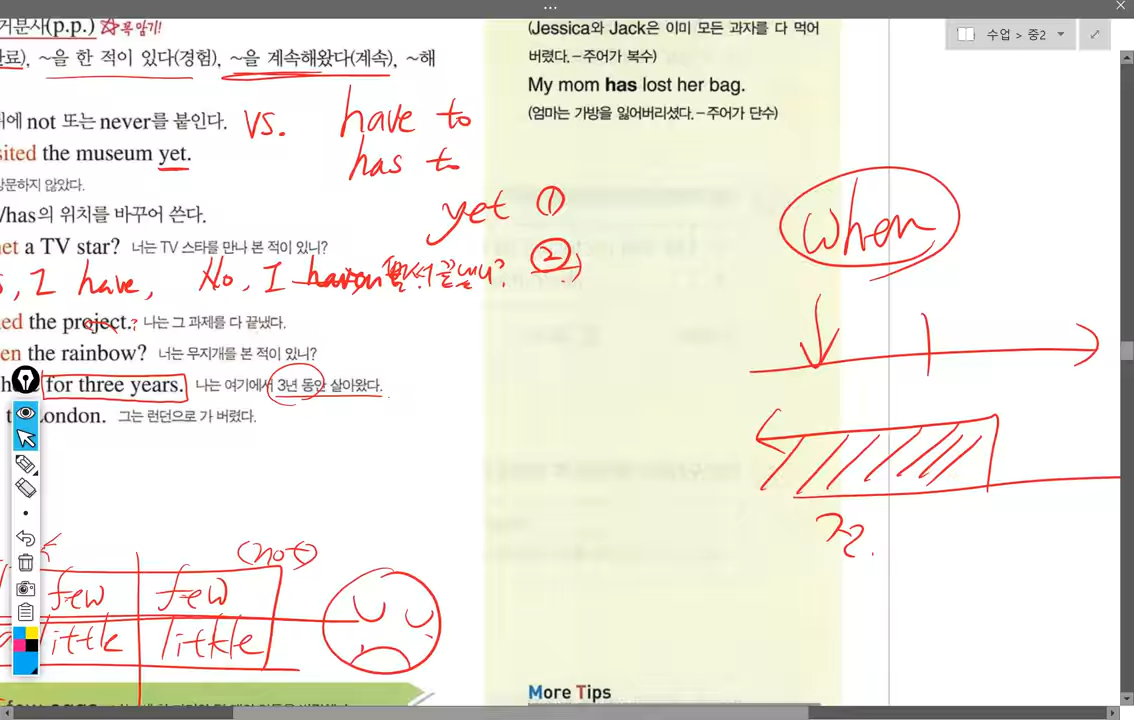 거분사(p.p.) ☆꼭 암기!
료), ~을 한 적이 있다(경험), ~을 계속해왔다(계속), ~해
에 not 또는 never를 붙인다.
vs. have to
has to
sited the museum yet.
방문하지 않았다.
/has의 위치를 바꾸어 쓴다.
yet ①
②
et a TV star? 너는 TV 스타를 만나 본 적이 있니?
s, I have, No, I 벌써 끝냈니?
ed the project.? 나는 그 과제를 다 끝냈다.
en the rainbow? 너는 무지개를 본 적이 있니?
for three years. 나는 여기에서 3년 동안 살아왔다.
London. 그는 런던으로 가 버렸다.
(not)
few few
little little
(Jessica와 Jack은 이미 모든 과자를 다 먹어
버렸다. – 주어가 복수)
My mom has lost her bag.
(엄마는 가방을 잃어버리셨다. – 주어가 단수)
수업 > 중2
when
More Tips